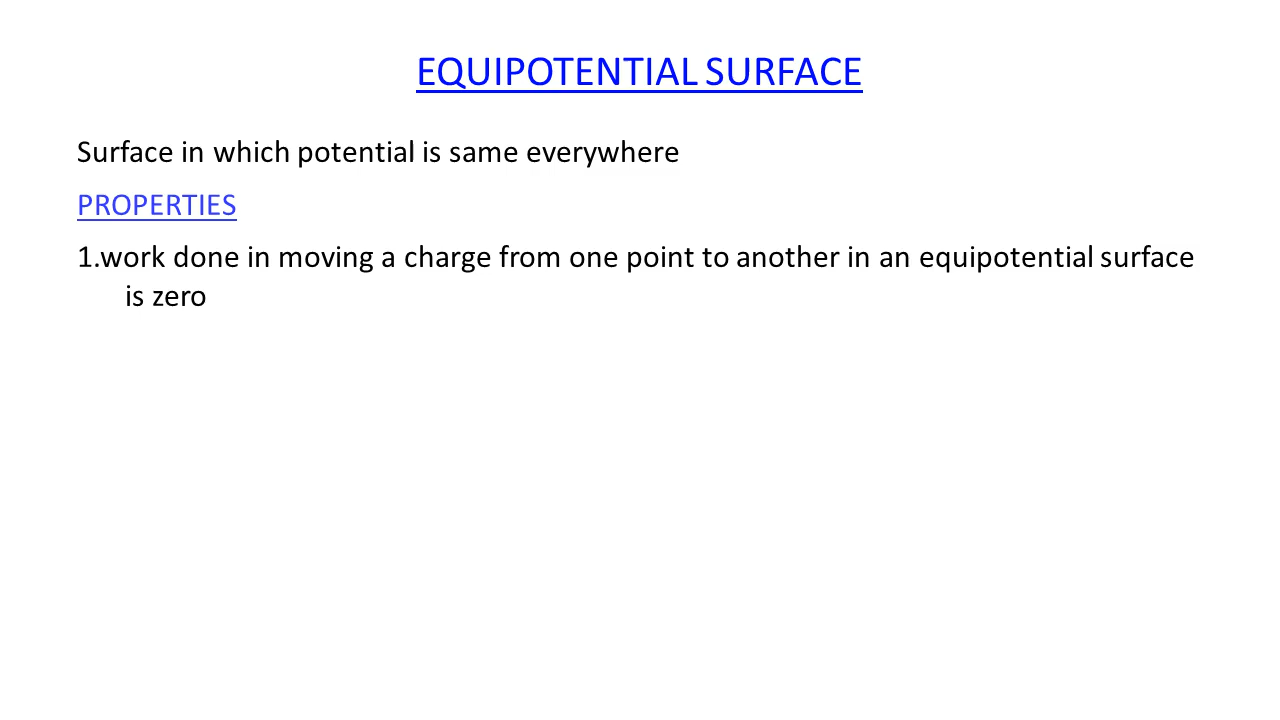 EQUIPOTENTIAL SURFACE
Surface in which potential is same everywhere
PROPERTIES
1.work done in moving a charge from one point to another in an equipotential surface
is zero